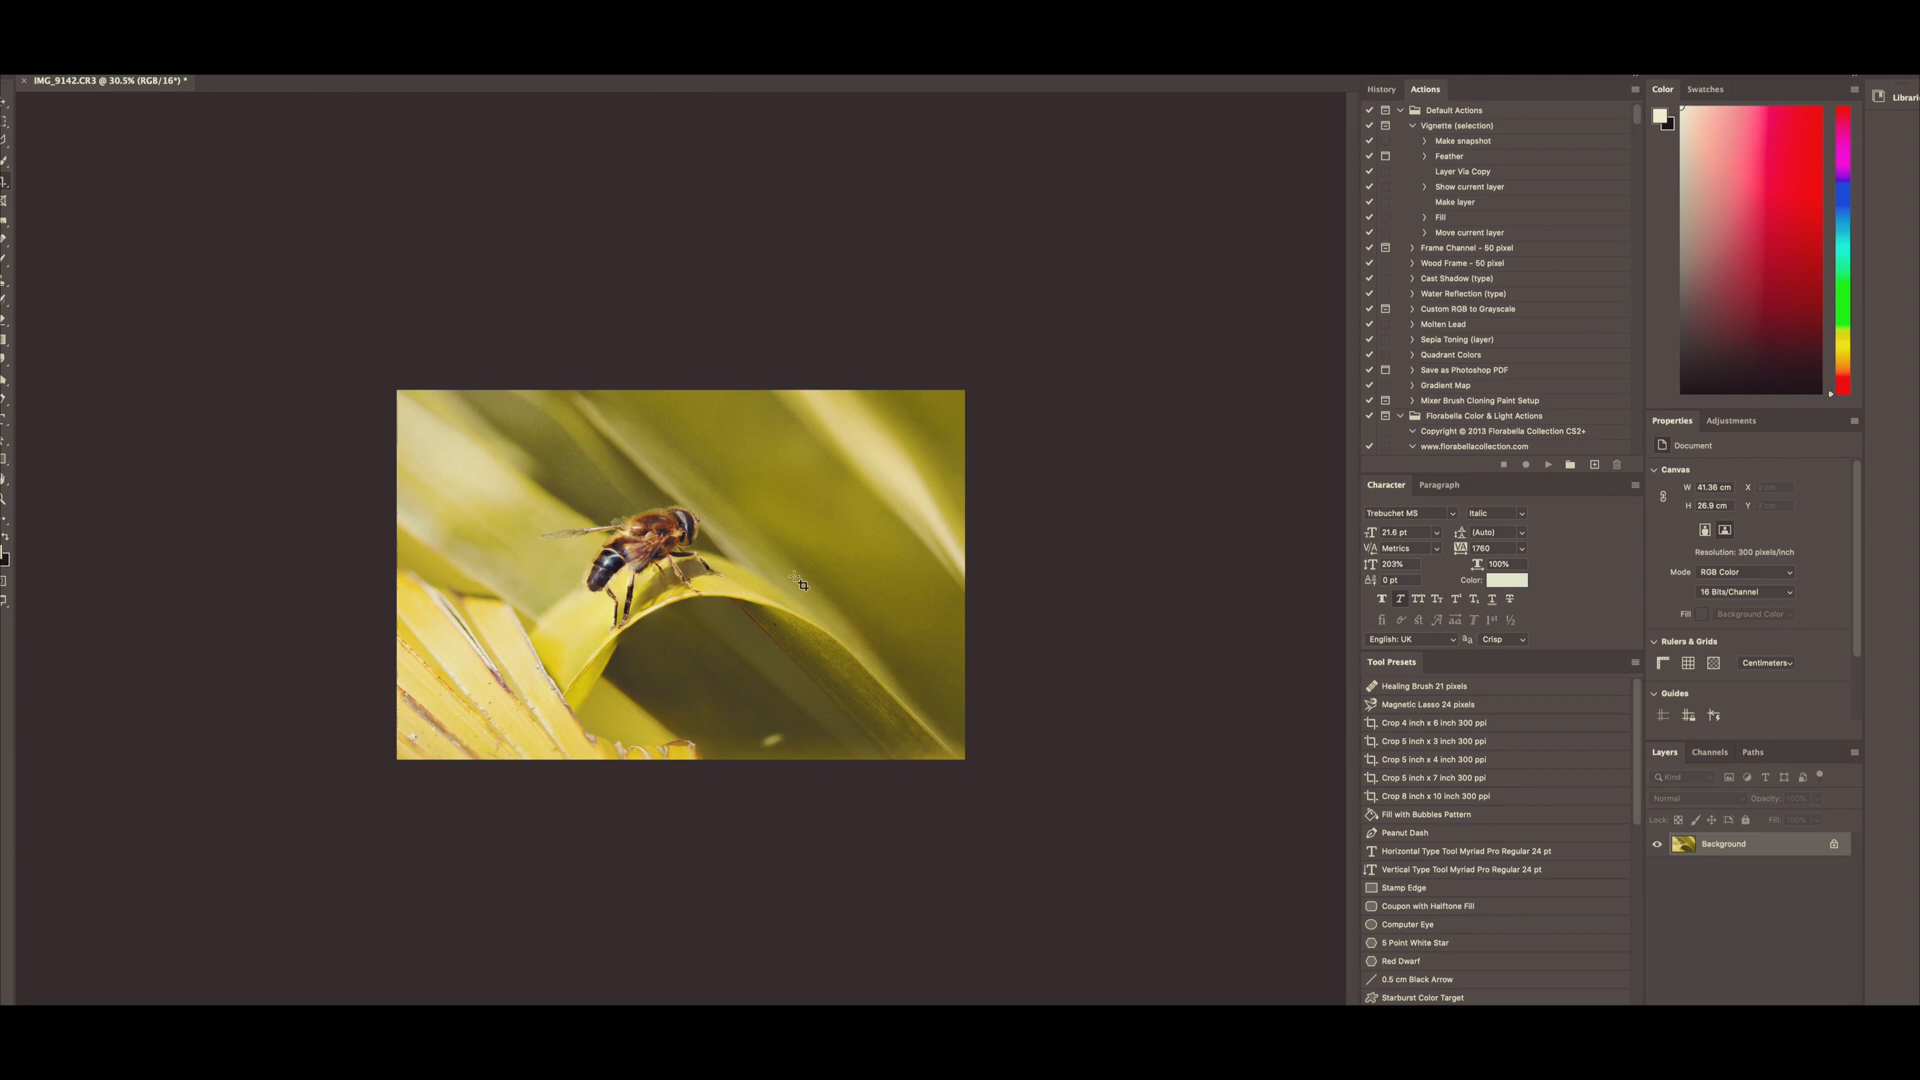 IMG_9142.CR3 @ 30.5% (RGB/16*) *
History Actions
Default Actions
Vignette (selection)
Make snapshot
Feather
Layer Via Copy
Show current layer
Make layer
Fill
Move current layer
Frame Channel - 50 pixel
Wood Frame - 50 pixel
Cast Shadow (type)
Water Reflection (type)
Custom RGB to Grayscale
Molten Lead
Sepia Toning (layer)
Quadrant Colors
Save as Photoshop PDF
Gradient Map
Mixer Brush Cloning Paint Setup
Florabella Color & Light Actions
Copyright © 2013 Florabella Collection CS2+
www.florabellacollection.com
Character Paragraph
Trebuchet MS Italic
21.6 pt (Auto)
Metrics 1760
203% 100%
0 pt Color:
English: UK Crisp
Tool Presets
Healing Brush 21 pixels
Magnetic Lasso 24 pixels
Crop 4 inch x 6 inch 300 ppi
Crop 5 inch x 3 inch 300 ppi
Crop 5 inch x 4 inch 300 ppi
Crop 5 inch x 7 inch 300 ppi
Crop 8 inch x 10 inch 300 ppi
Fill with Bubbles Pattern
Peanut Dash
Horizontal Type Tool Myriad Pro Regular 24 pt
Vertical Type Tool Myriad Pro Regular 24 pt
Stamp Edge
Coupon with Halftone Fill
Computer Eye
5 Point White Star
Red Dwarf
0.5 cm Black Arrow
Starburst Color Target
Color Swatches
Librari
Properties Adjustments
Document
Canvas
W 41.36 cm X 0 cm
H 26.9 cm Y 0 cm
Resolution: 300 pixels/inch
Mode RGB Color
16 Bits/Channel
Fill Background Color
Rulers & Grids
Centimeters
Guides
Layers Channels Paths
Kind
Normal Opacity: 100%
Lock: Fill: 100%
Background